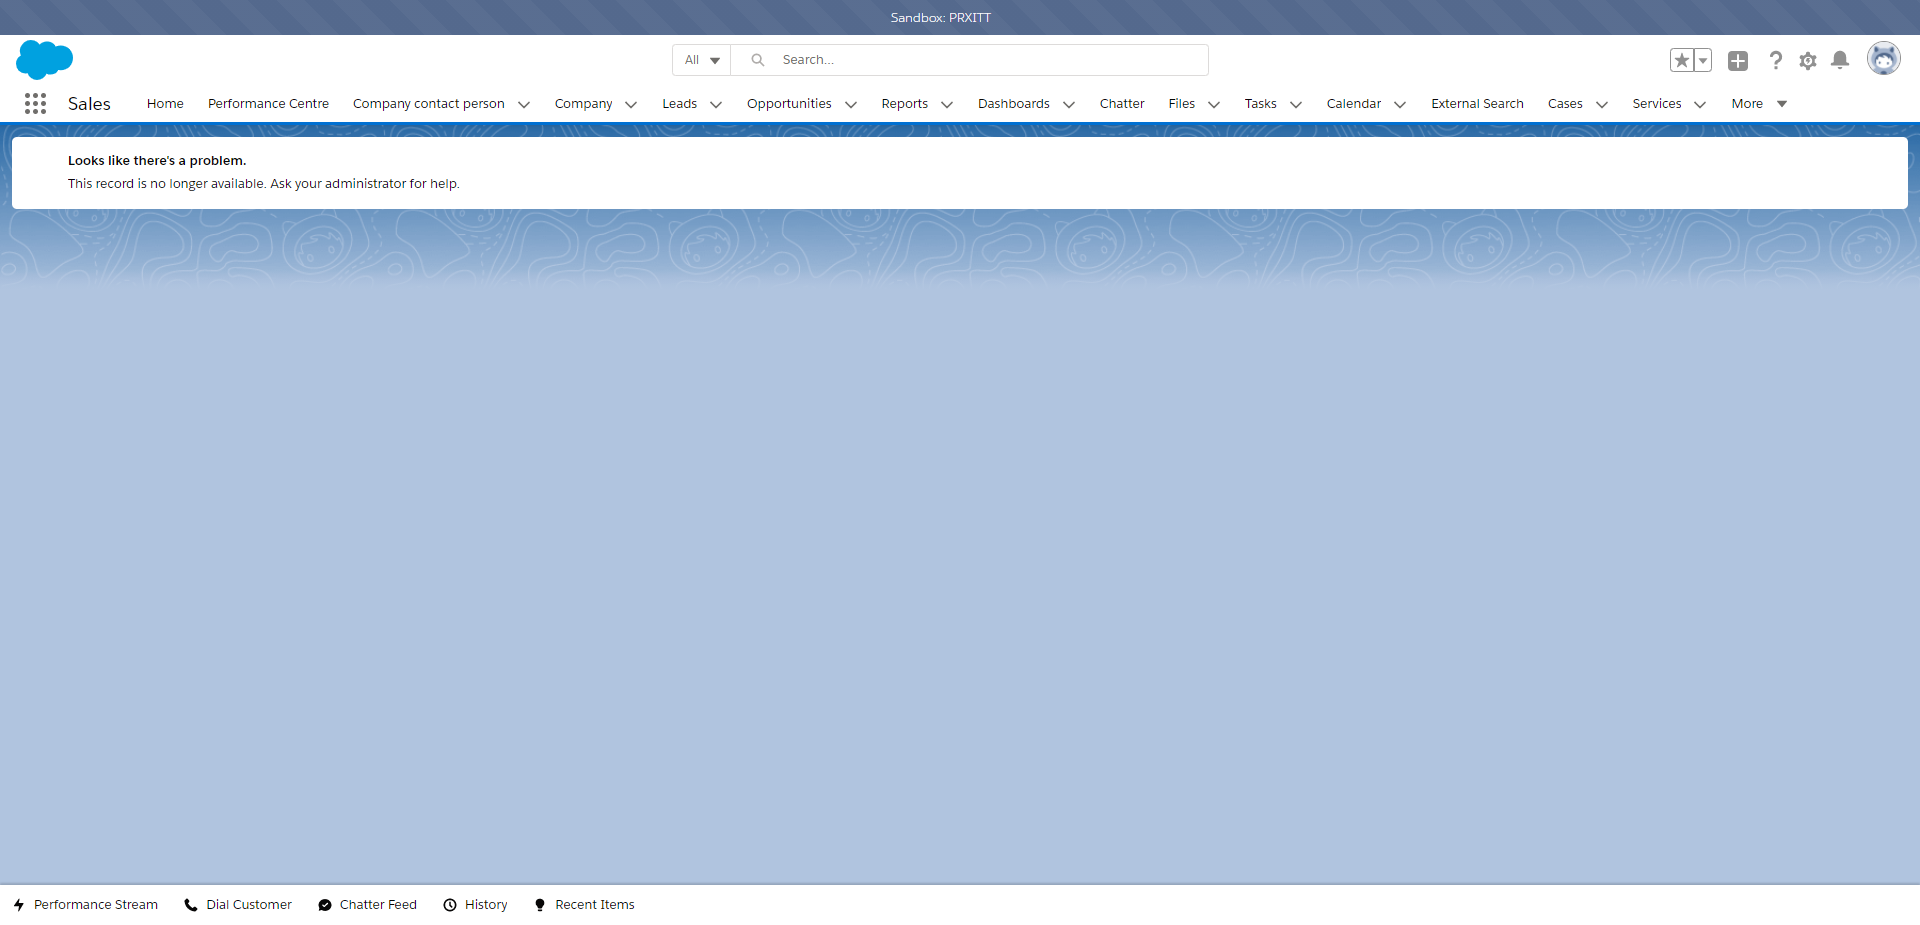 Sandbox: PRXITT
All Search...
Sales Home Performance Centre Company contact person Company Leads Opportunities Reports Dashboards Chatter Files Tasks Calendar External Search Cases Services More
Looks like there's a problem.
This record is no longer available. Ask your administrator for help.
Performance Stream Dial Customer Chatter Feed History Recent Items